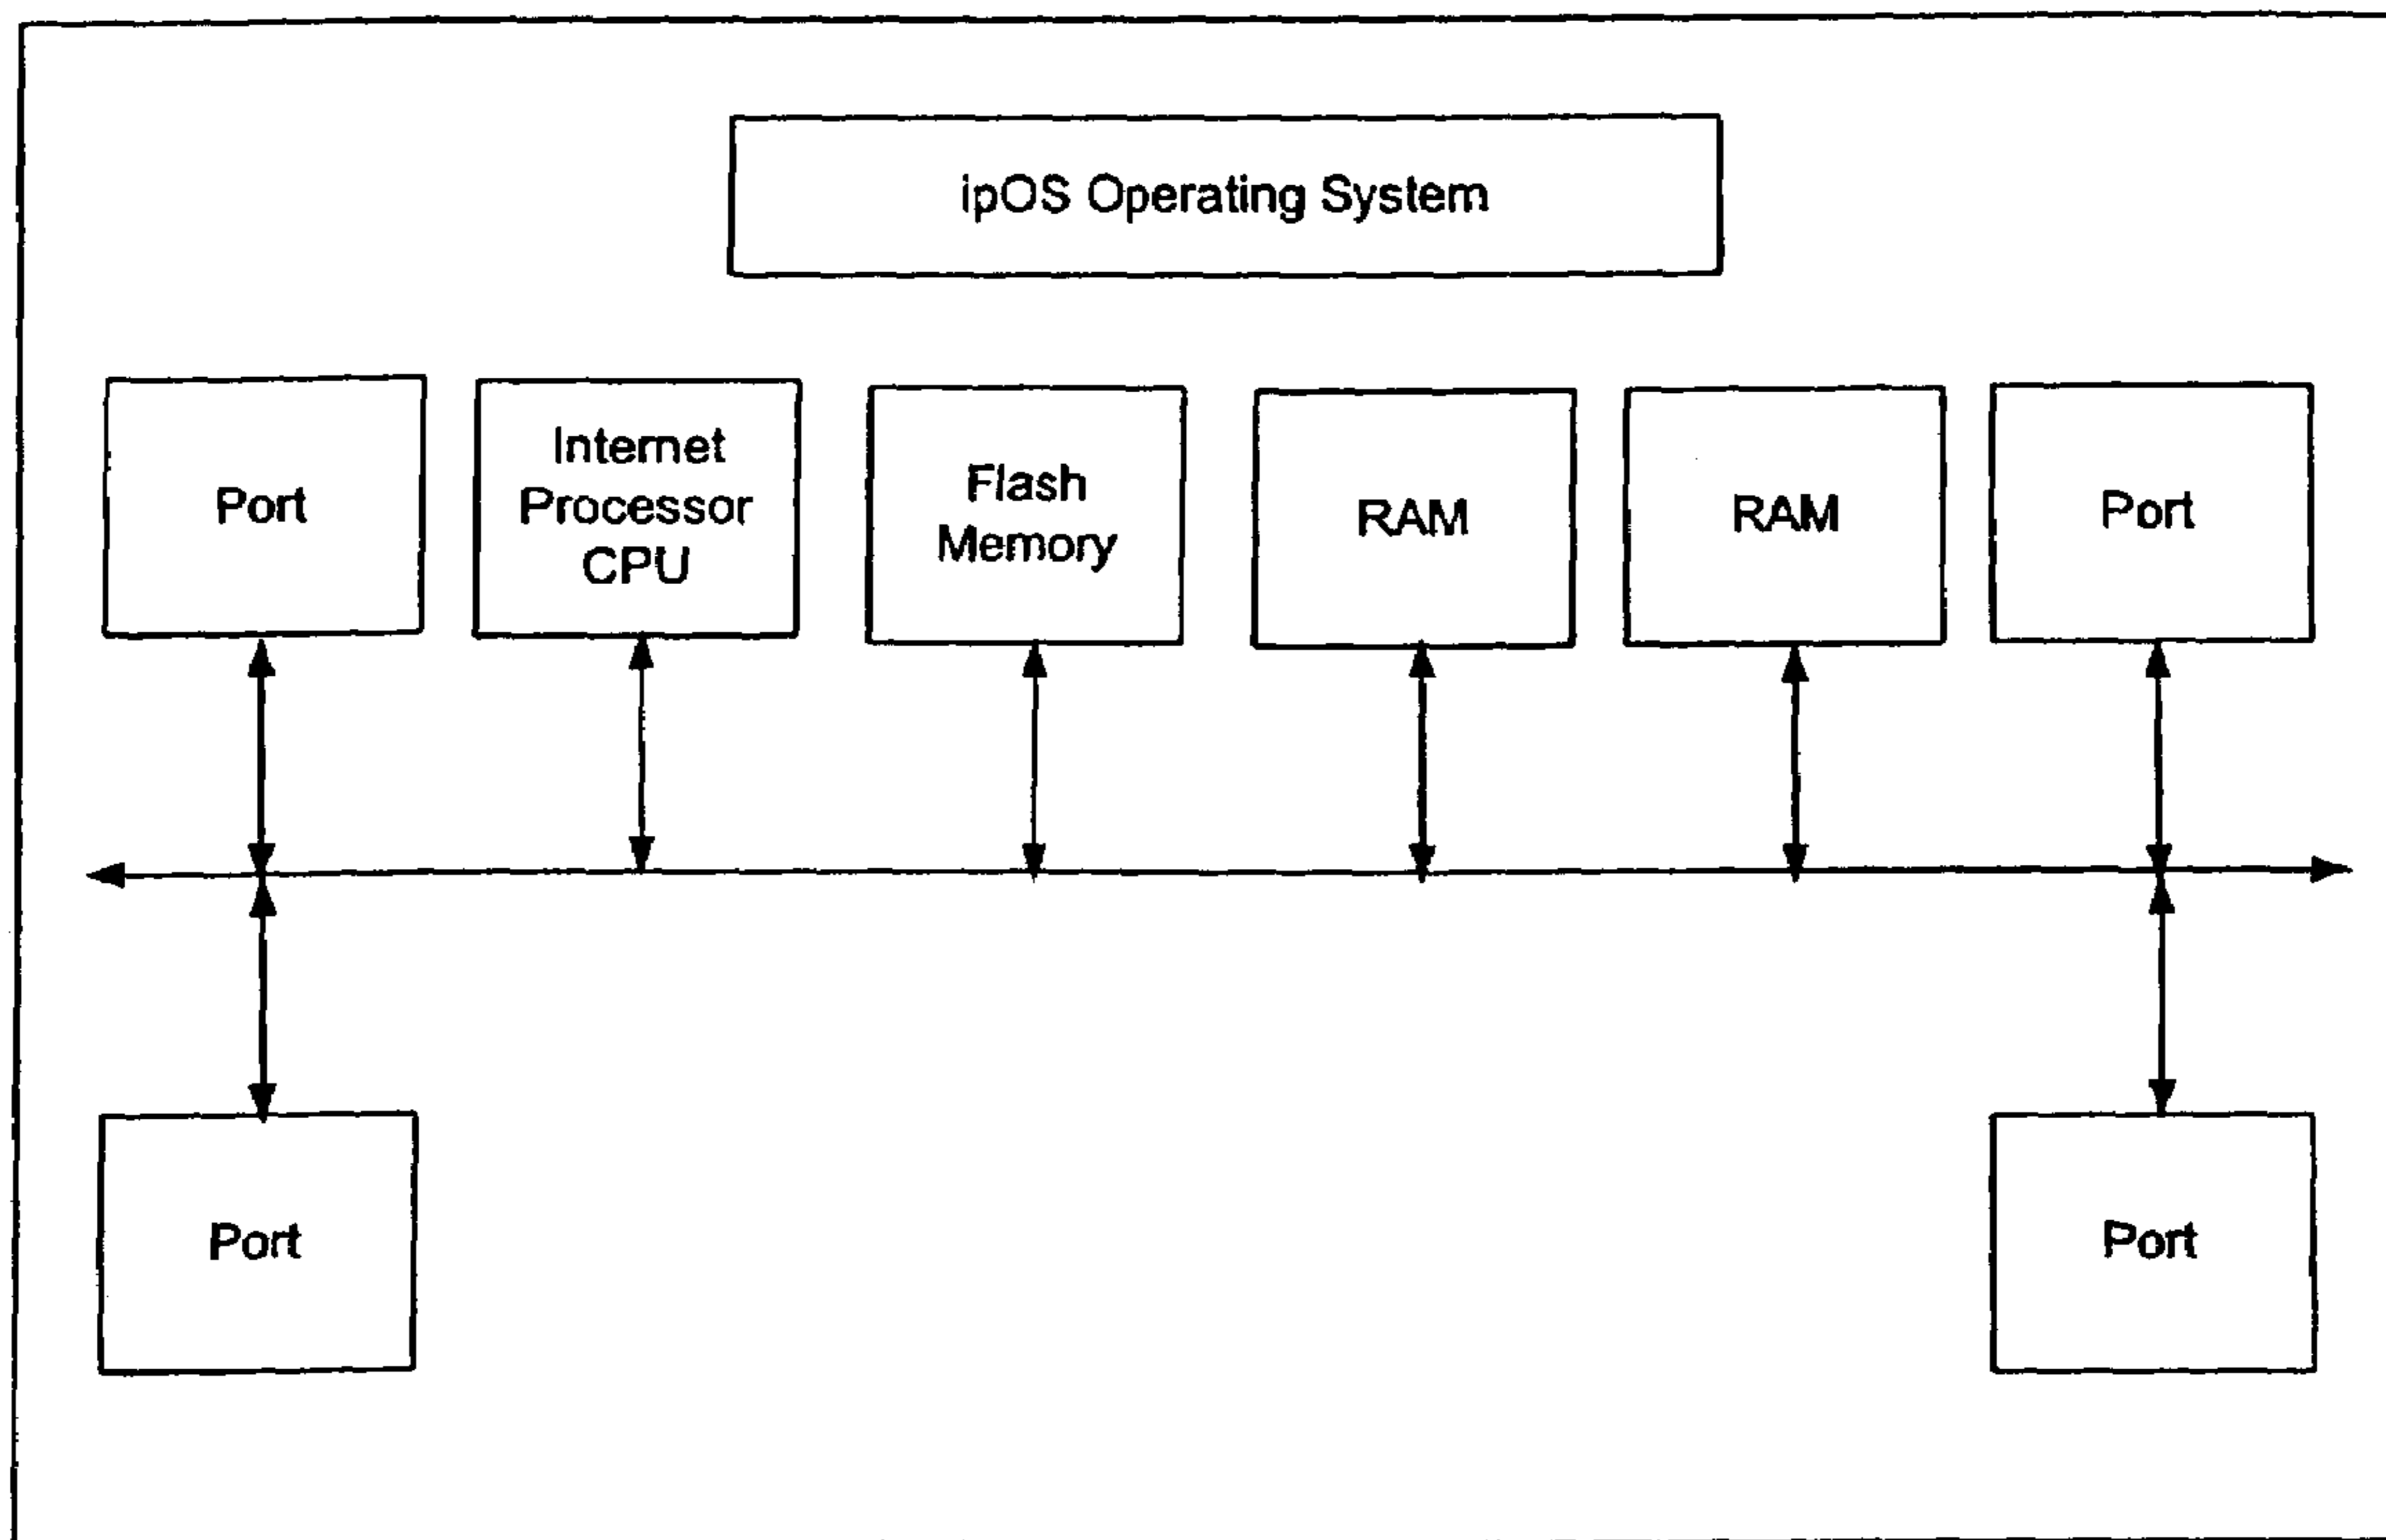 ipOS Operating System
Port
Internet
Processor
CPU
Flash
Memory
RAM
RAM
Port
Port
Port